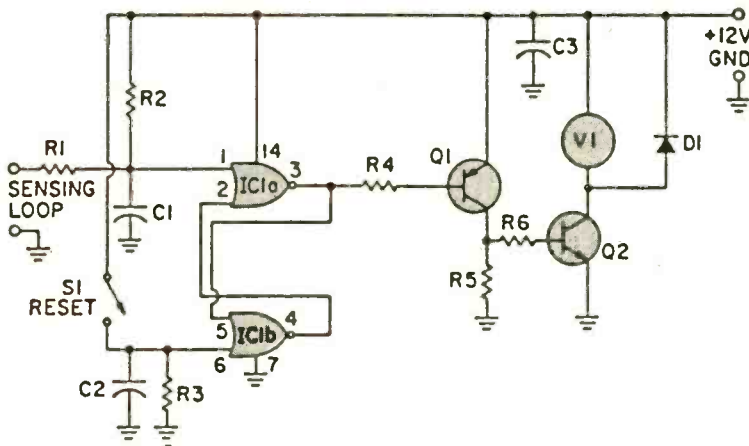 +12V
GND
C3
R2
Q1
V1
D1
R1
1
14
3
R4
SENSING
LOOP
2
IC1a
C1
R6
Q2
R5
S1
RESET
5
IC1b
4
6
7
C2
R3